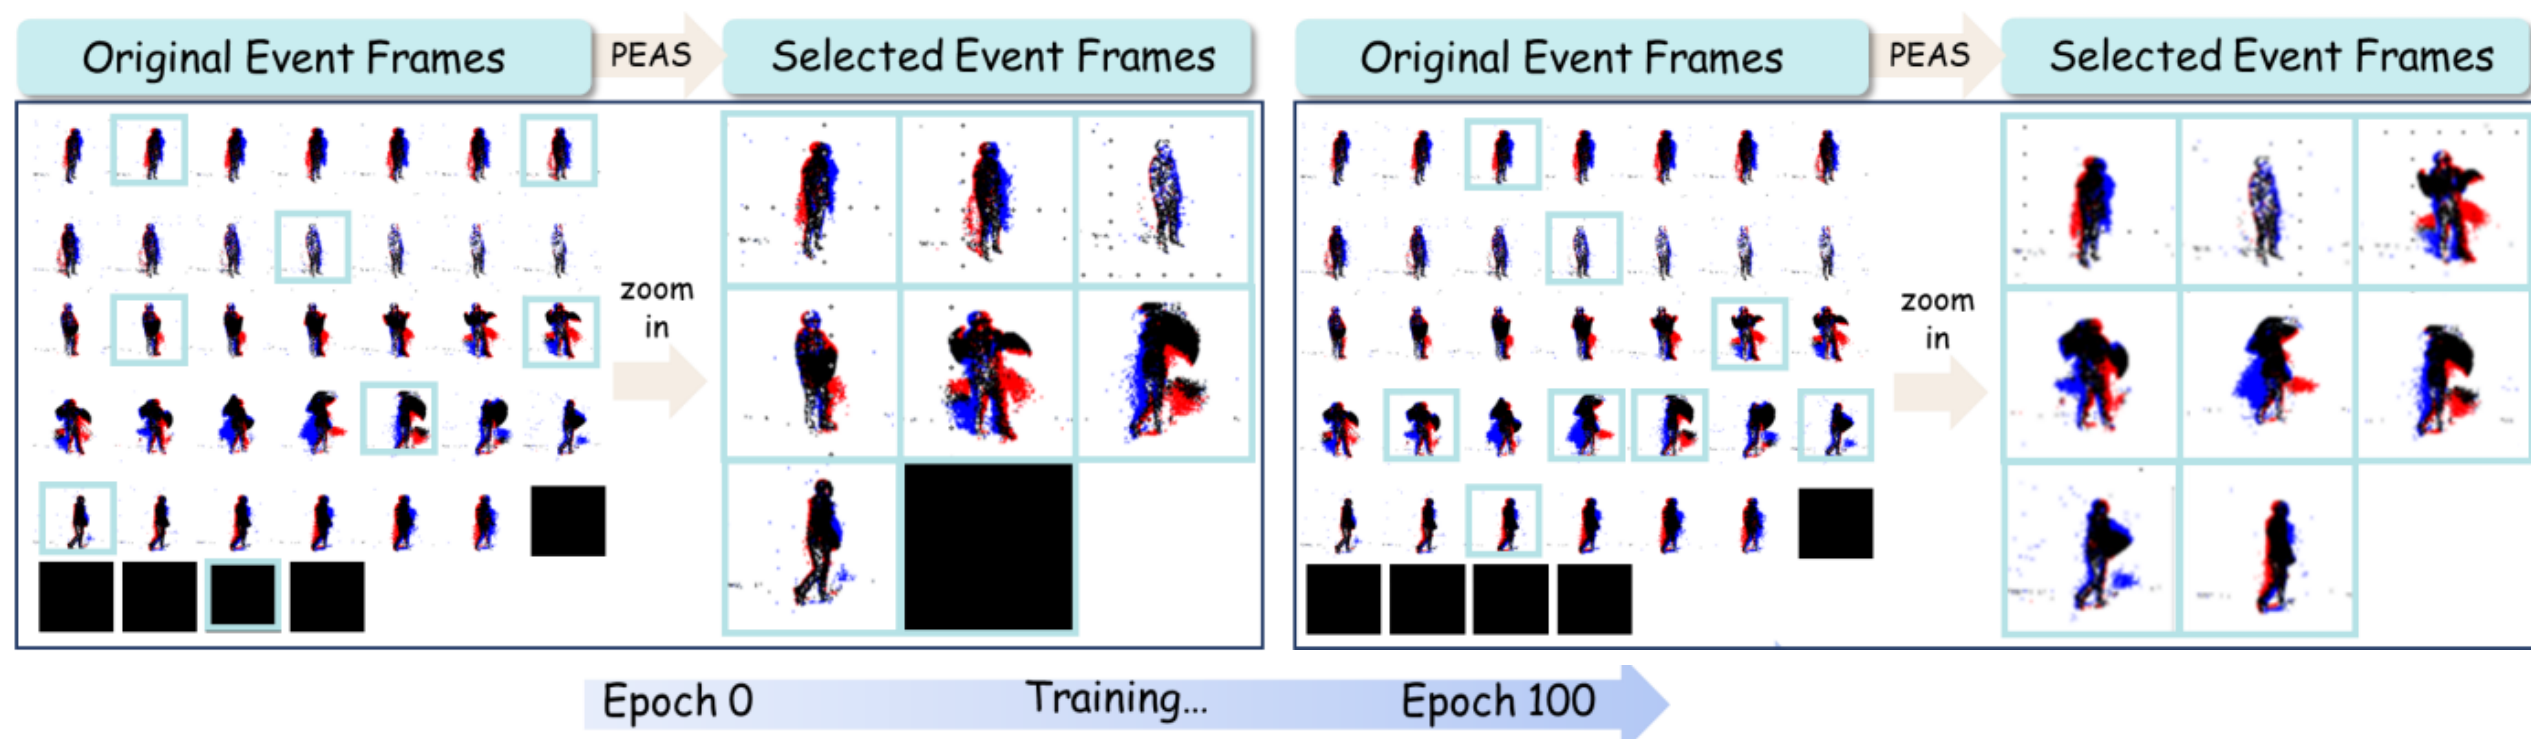 Original Event Frames
PEAS
Selected Event Frames
zoom
in
Original Event Frames
PEAS
Selected Event Frames
zoom
in
Epoch 0
Training...
Epoch 100